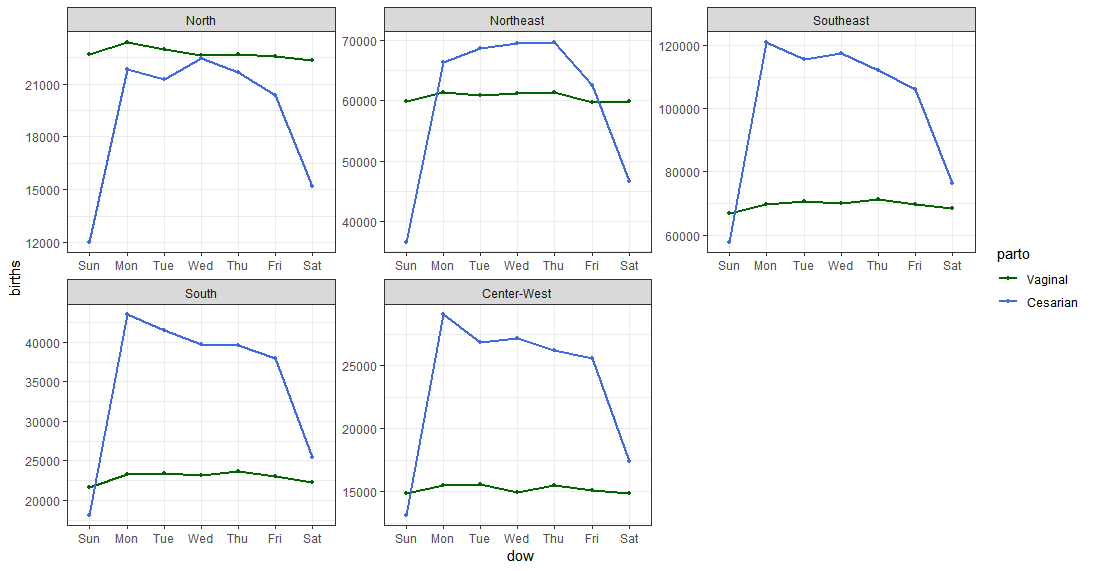 North
Northeast
Southeast
21000
18000
15000
12000
Sun Mon Tue Wed Thu Fri Sat
70000
60000
50000
40000
Sun Mon Tue Wed Thu Fri Sat
120000
100000
80000
60000
Sun Mon Tue Wed Thu Fri Sat
South
Center-West
40000
35000
30000
25000
20000
Sun Mon Tue Wed Thu Fri Sat
25000
20000
15000
Sun Mon Tue Wed Thu Fri Sat
births
dow
parto
Vaginal
Cesarian